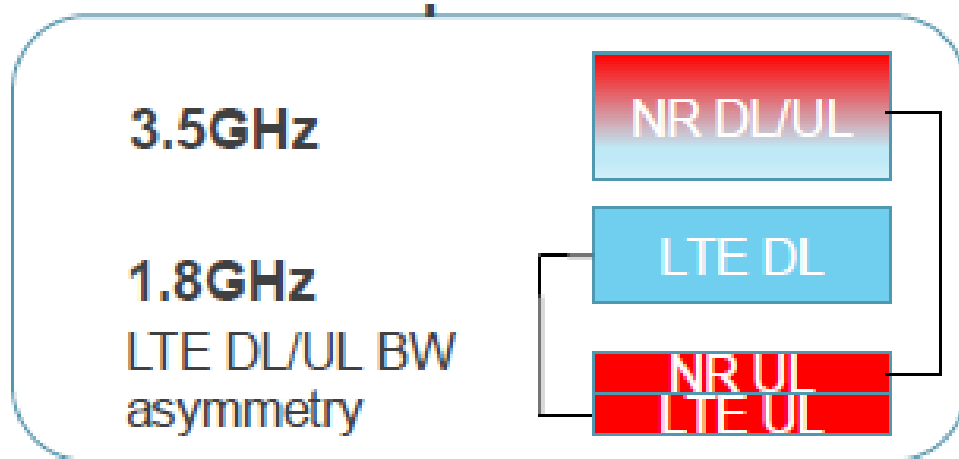 3.5GHz
NR DL/UL
1.8GHz
LTE DL/UL BW
asymmetry
LTE DL
NR UL
LTE UL